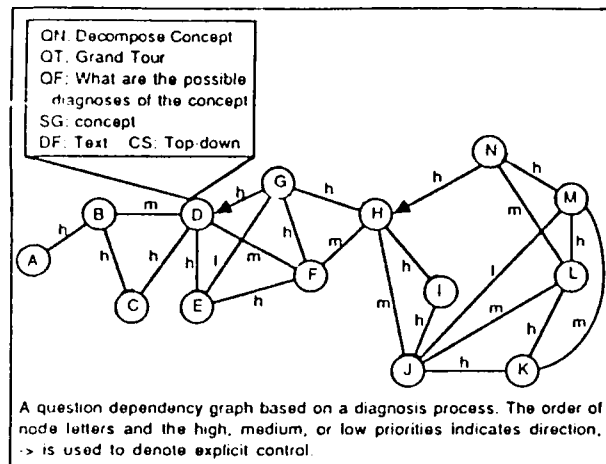 QN: Decompose Concept
QT: Grand Tour
QF: What are the possible
diagnoses of the concept
SG: concept
DF: Text CS: Top-down
N
h h
G
h h
M
B m D H m h
h h h h m h l
A l m F m I L
C E h m h m h m
J h K
A question dependency graph based on a diagnosis process. The order of
node letters and the high, medium, or low priorities indicates direction,
-> is used to denote explicit control.